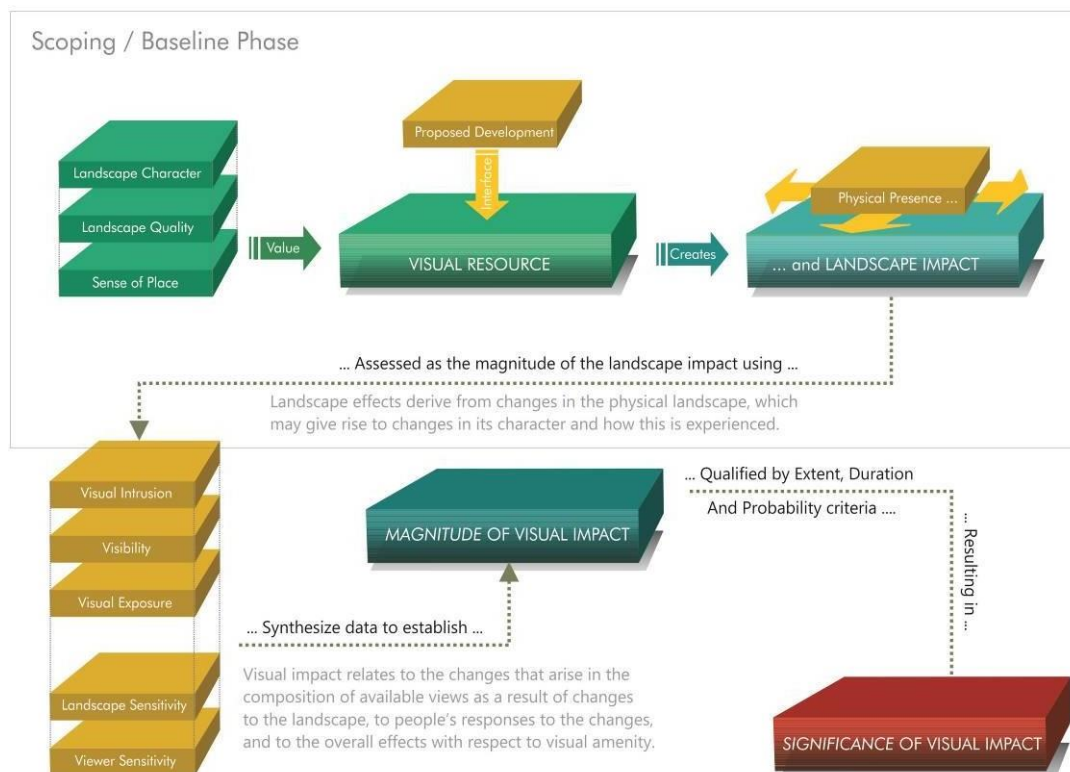 Scoping / Baseline Phase
Proposed Development
Interface
Landscape Character
Landscape Quality
Sense of Place
Value
VISUAL RESOURCE
Creates
Physical Presence ...
... and LANDSCAPE IMPACT
... Assessed as the magnitude of the landscape impact using ...
Landscape effects derive from changes in the physical landscape, which
may give rise to changes in its character and how this is experienced.
Visual Intrusion
Visibility
Visual Exposure
Landscape Sensitivity
Viewer Sensitivity
... Synthesize data to establish ...
Visual impact relates to the changes that arise in the
composition of available views as a result of changes
to the landscape, to people's responses to the changes,
and to the overall effects with respect to visual amenity.
MAGNITUDE OF VISUAL IMPACT
... Qualified by Extent, Duration
And Probability criteria ....
... Resulting in ...
SIGNIFICANCE OF VISUAL IMPACT